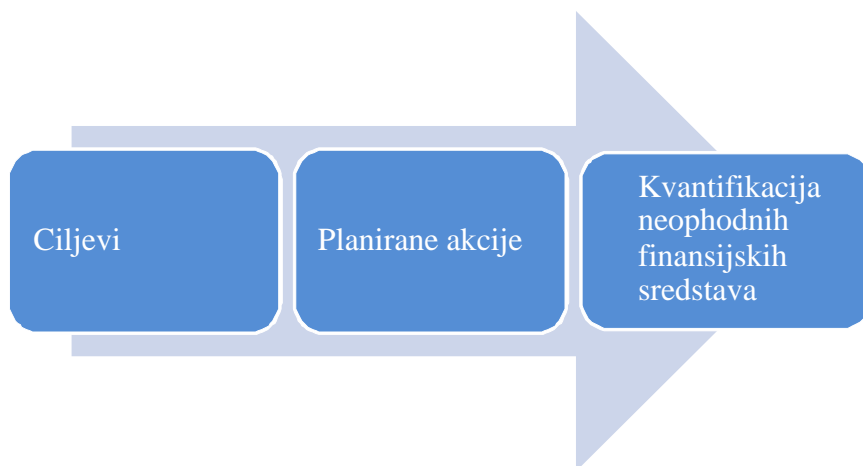 Ciljevi
Planirane akcije
Kvantifikacija
neophodnih
finansijskih
sredstava